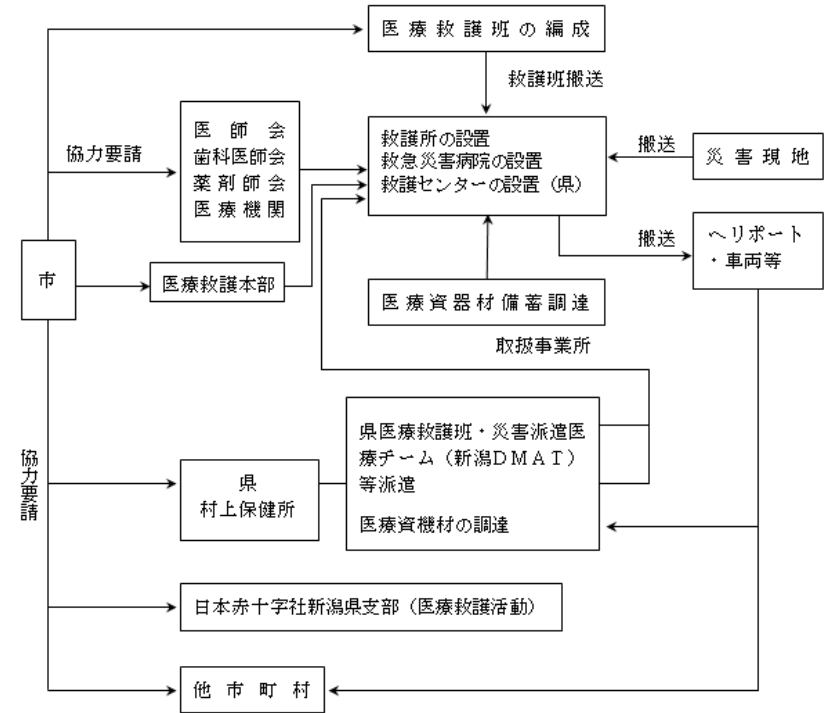 医療救護班の編成
救護班搬送
協力要請
医師会
歯科医師会
薬剤師会
医療機関
救護所の設置
救急災害病院の設置
救護センターの設置（県）
搬送
災害現地
市
医療救護本部
搬送
ヘリポート
・車両等
医療資器材備蓄調達
取扱事業所
協力要請
県
村上保健所
県医療救護班・災害派遣医
療チーム（新潟DMAT）
等派遣
医療資機材の調達
日本赤十字社新潟県支部（医療救護活動）
他市町村